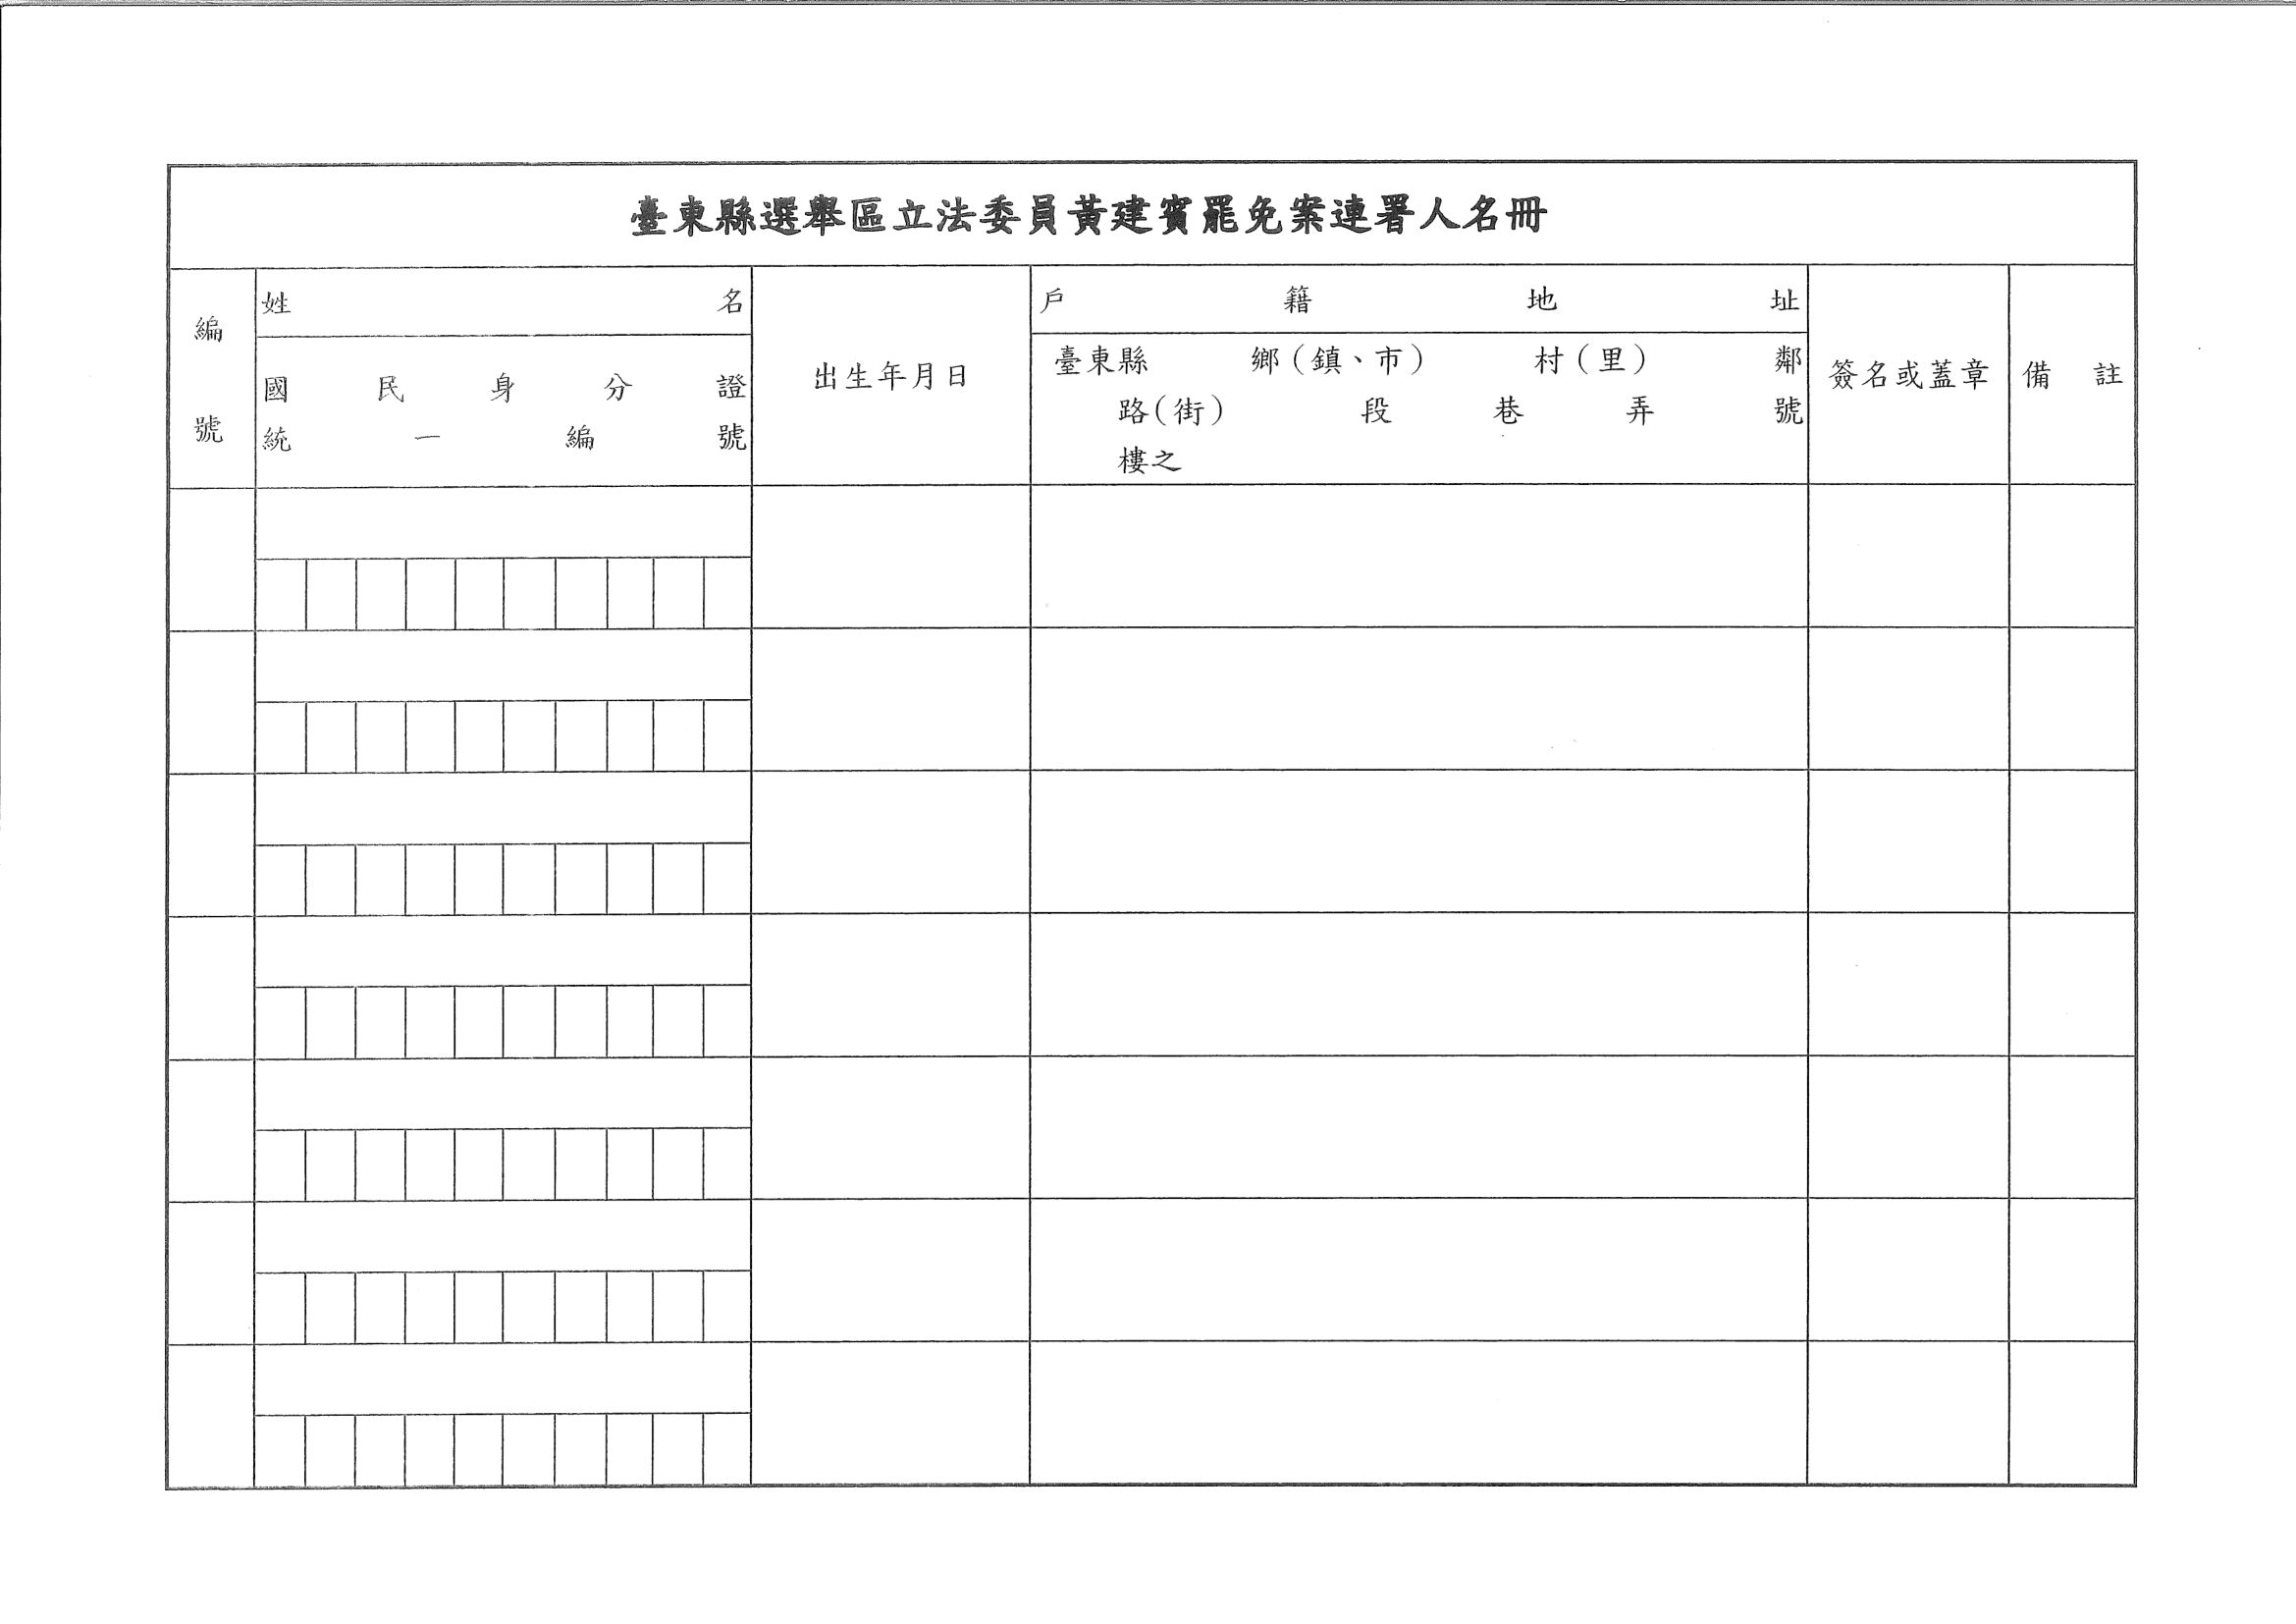 臺東縣選舉區立法委員黃建賓罷免案連署人名冊
編號
姓名
國民身分證
統一編號
出生年月日
戶籍地址
臺東縣 鄉(鎮、市) 村(里) 鄰
路(街) 段 巷 弄 號
樓之
簽名或蓋章
備註